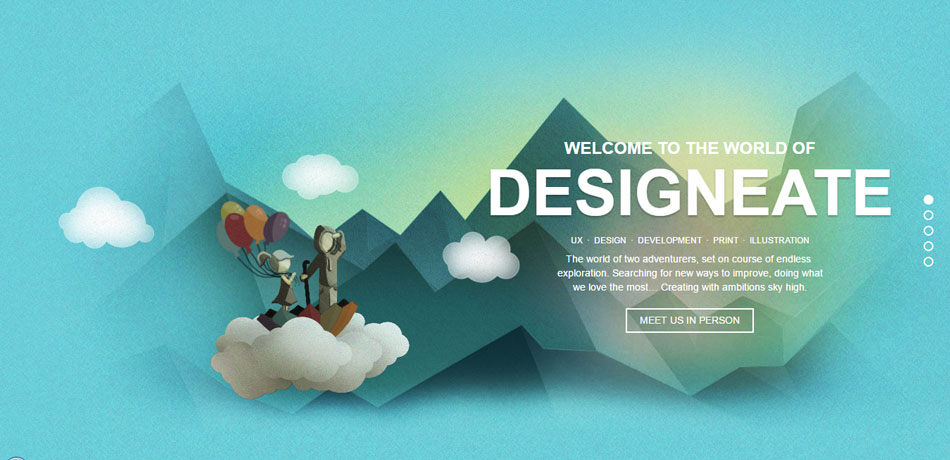 WELCOME TO THE WORLD OF
DESIGNEATE
UX · DESIGN · DEVELOPMENT · PRINT · ILLUSTRATION
The world of two adventurers, set on course of endless
exploration. Searching for new ways to improve, doing what
we love the most... Creating with ambitions sky high.
MEET US IN PERSON